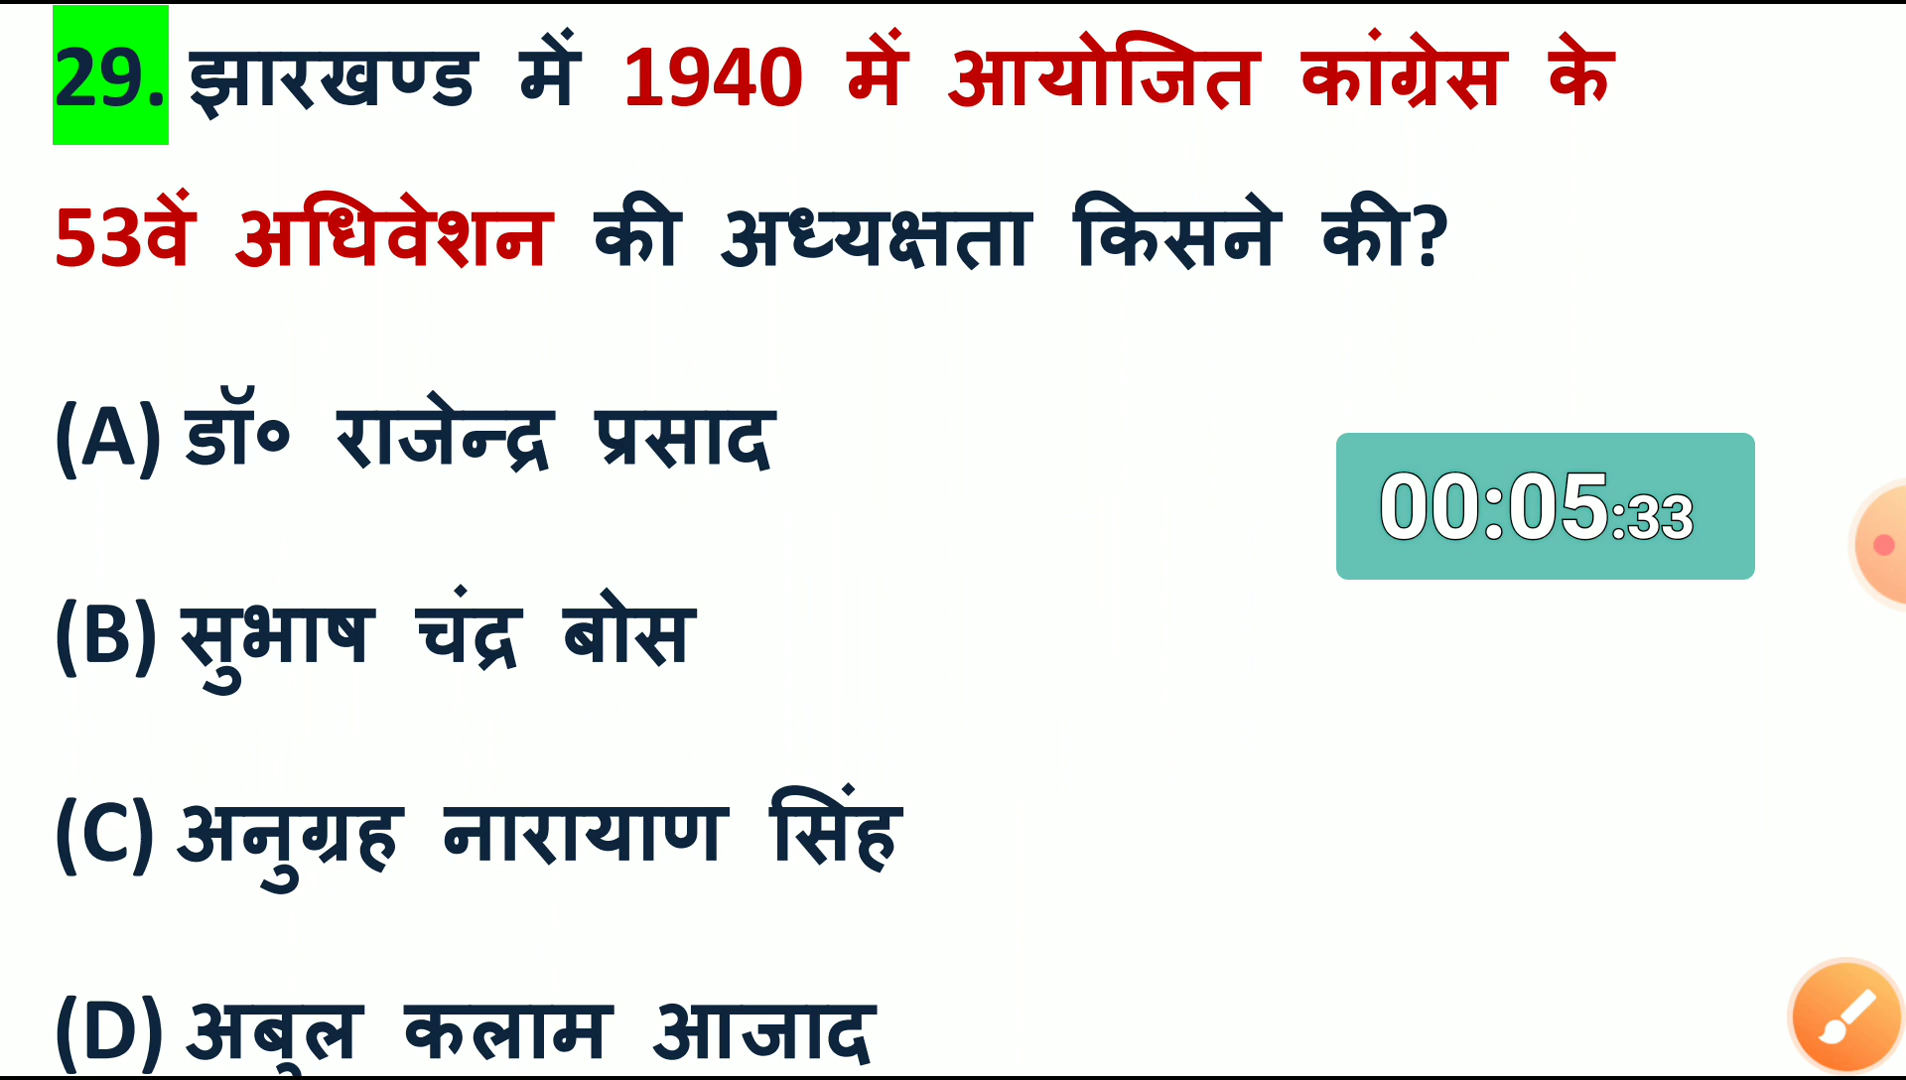 29. झारखण्ड में 1940 में आयोजित कांग्रेस के
53वें अधिवेशन की अध्यक्षता किसने की?
(A) डॉ॰ राजेन्द्र प्रसाद
00:05:33
(B) सुभाष चंद्र बोस
(C) अनुग्रह नारायाण सिंह
(D) अबुल कलाम आजाद